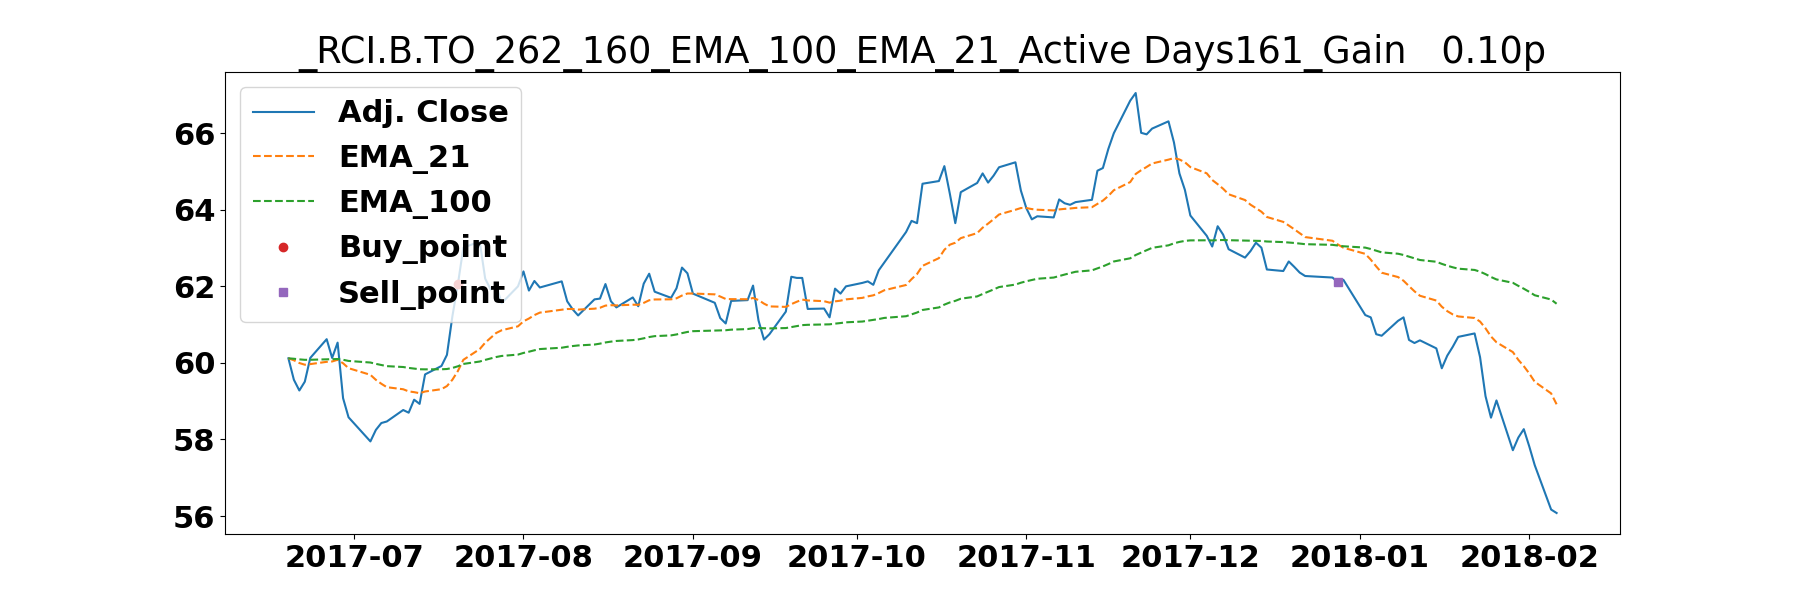 _RCI.B.TO_262_160_EMA_100_EMA_21_Active Days161_Gain   0.10p
Adj. Close
EMA_21
EMA_100
Buy_point
Sell_point
66
64
62
60
58
56
2017-07 2017-08 2017-09 2017-10 2017-11 2017-12 2018-01 2018-02